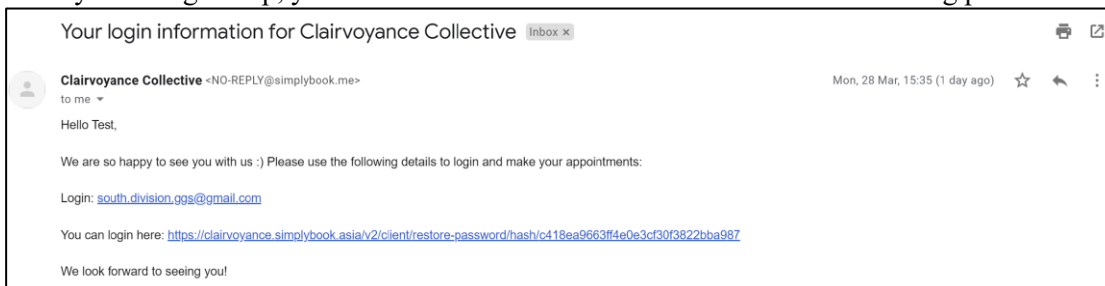 Your login information for Clairvoyance Collective Inbox ×
Clairvoyance Collective <NO-REPLY@simplybook.me> Mon, 28 Mar, 15:35 (1 day ago)
to me
Hello Test,
We are so happy to see you with us :) Please use the following details to login and make your appointments:
Login: south.division.ggs@gmail.com
You can login here: https://clairvoyance.simplybook.asia/v2/client/restore-password/hash/c418ea9663ff4e0e3cf30f3822bba987
We look forward to seeing you!